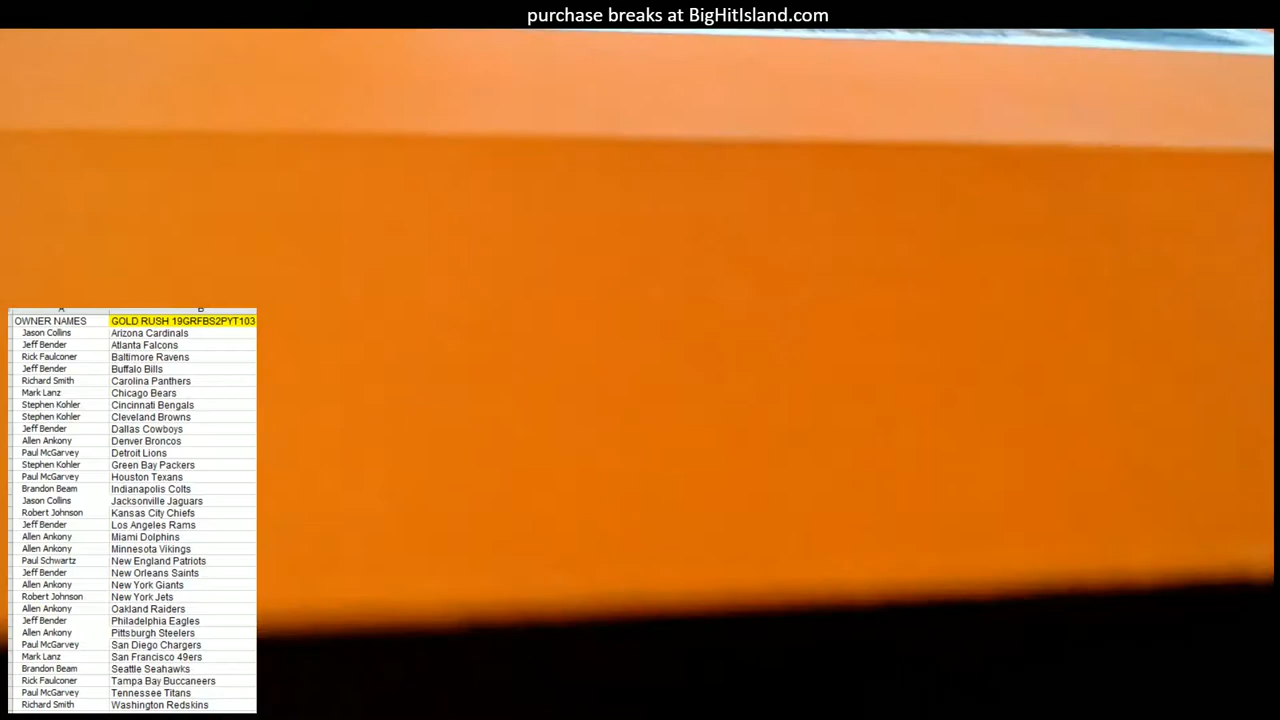 purchase breaks at BigHitIsland.com
OWNER NAMES GOLD RUSH 19GRFBS2PYT103
Jason Collins Arizona Cardinals
Jeff Bender Atlanta Falcons
Rick Faulconer Baltimore Ravens
Jeff Bender Buffalo Bills
Richard Smith Carolina Panthers
Mark Lanz Chicago Bears
Stephen Kohler Cincinnati Bengals
Stephen Kohler Cleveland Browns
Jeff Bender Dallas Cowboys
Allen Ankony Denver Broncos
Paul McGarvey Detroit Lions
Stephen Kohler Green Bay Packers
Paul McGarvey Houston Texans
Brandon Beam Indianapolis Colts
Jason Collins Jacksonville Jaguars
Robert Johnson Kansas City Chiefs
Jeff Bender Los Angeles Rams
Allen Ankony Miami Dolphins
Allen Ankony Minnesota Vikings
Paul Schwartz New England Patriots
Jeff Bender New Orleans Saints
Allen Ankony New York Giants
Robert Johnson New York Jets
Allen Ankony Oakland Raiders
Jeff Bender Philadelphia Eagles
Allen Ankony Pittsburgh Steelers
Paul McGarvey San Diego Chargers
Mark Lanz San Francisco 49ers
Brandon Beam Seattle Seahawks
Rick Faulconer Tampa Bay Buccaneers
Paul McGarvey Tennessee Titans
Richard Smith Washington Redskins